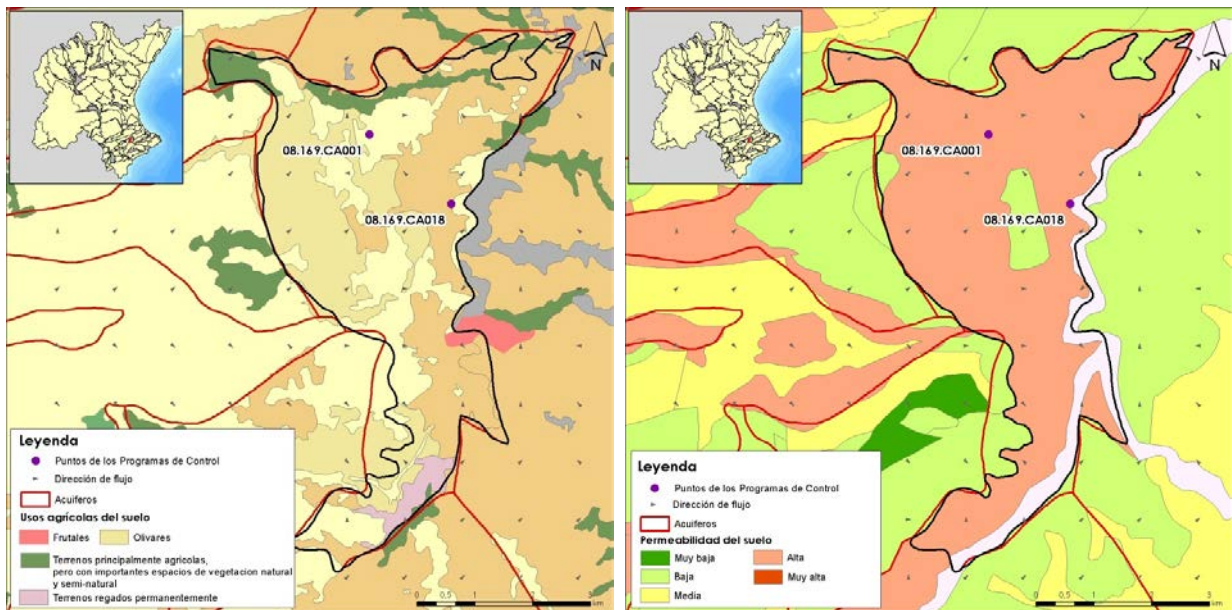 N
08.169.CA001
08.169.CA018
Leyenda
Puntos de los Programas de Control
Dirección de flujo
Acuiferos
Usos agrícolas del suelo
Frutales
Olivares
Terrenos principalmente agrícolas,
pero con importantes espacios de vegetacion natural
y semi-natural
Terrenos regados permanentemente
0 0.5 1 2 3
N
08.169.CA001
08.169.CA018
Leyenda
Puntos de los Programas de Control
Dirección de flujo
Acuiferos
Permeabilidad del suelo
Muy baja
Alta
Baja
Muy alta
Media
0 0.5 1 2 3